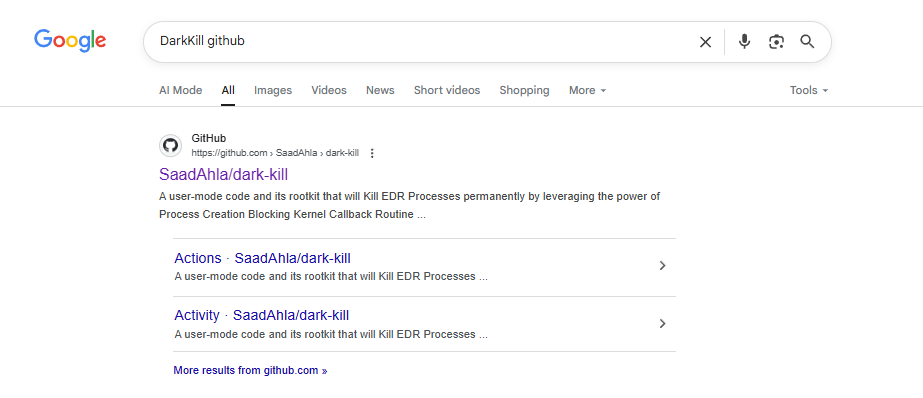 Google
DarkKill github
AI Mode All Images Videos News Short videos Shopping More Tools
GitHub
https://github.com › SaadAhla › dark-kill
SaadAhla/dark-kill
A user-mode code and its rootkit that will Kill EDR Processes permanently by leveraging the power of
Process Creation Blocking Kernel Callback Routine ...
Actions · SaadAhla/dark-kill
A user-mode code and its rootkit that will Kill EDR Processes ...
Activity · SaadAhla/dark-kill
A user-mode code and its rootkit that will Kill EDR Processes ...
More results from github.com »